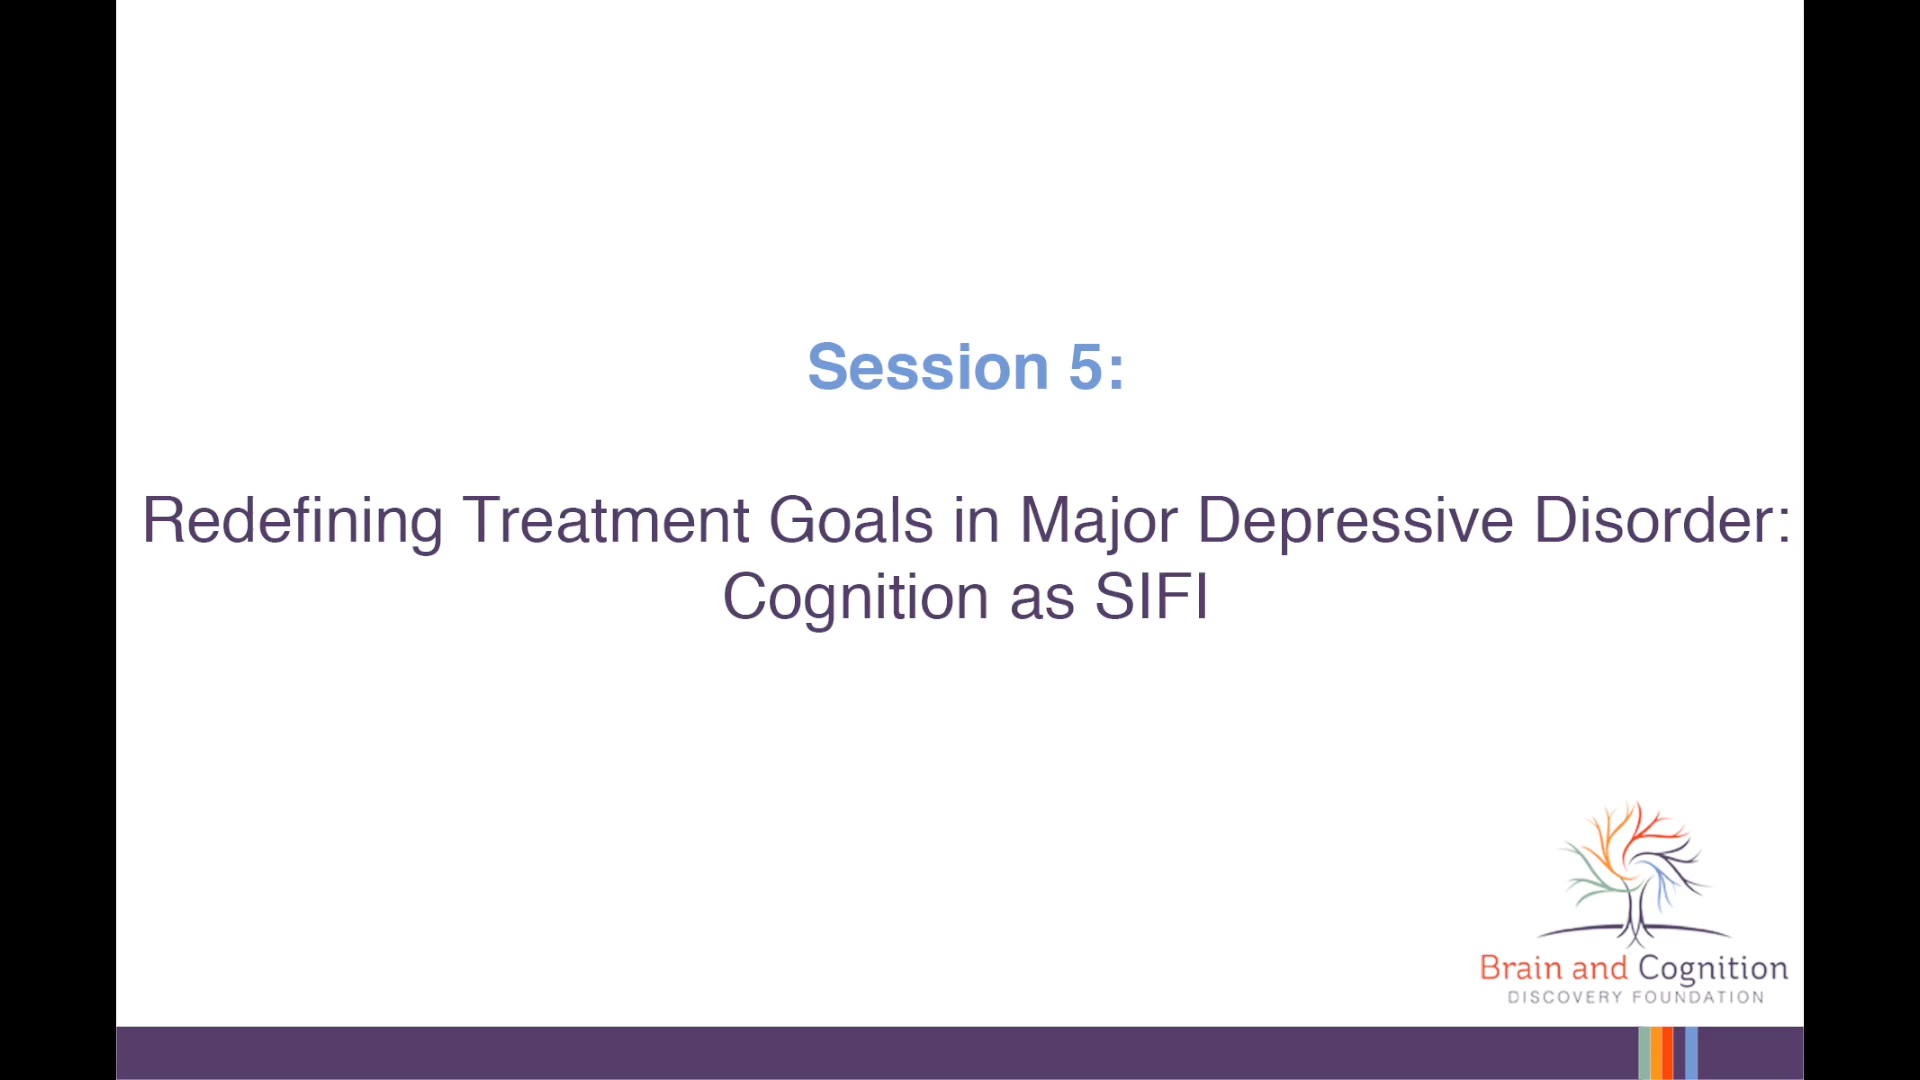 Session 5:
Redefining Treatment Goals in Major Depressive Disorder:
Cognition as SIFI
Brain and Cognition
DISCOVERY FOUNDATION